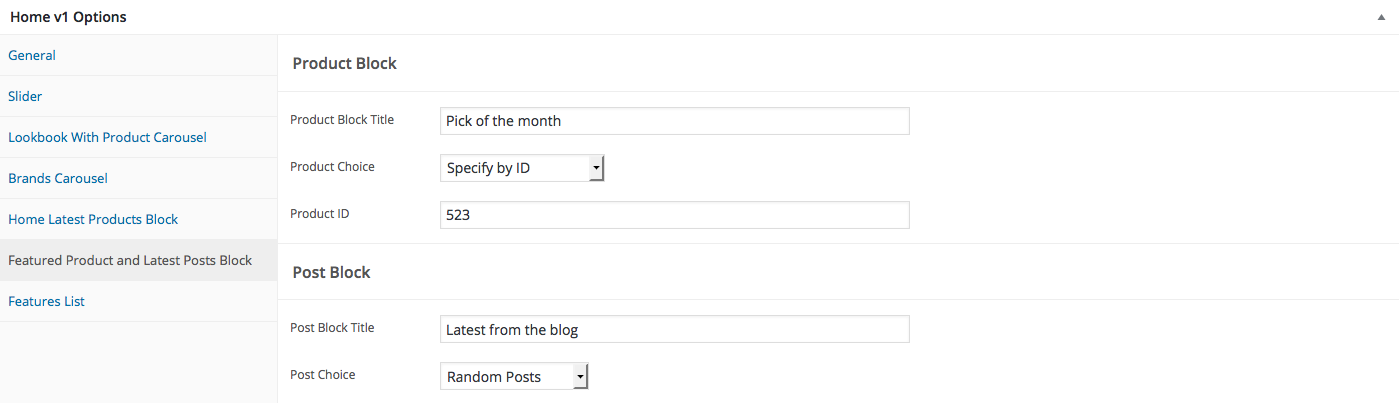 Home v1 Options
General
Slider
Lookbook With Product Carousel
Brands Carousel
Home Latest Products Block
Featured Product and Latest Posts Block
Features List
Product Block
Product Block Title Pick of the month
Product Choice Specify by ID
Product ID 523
Post Block
Post Block Title Latest from the blog
Post Choice Random Posts